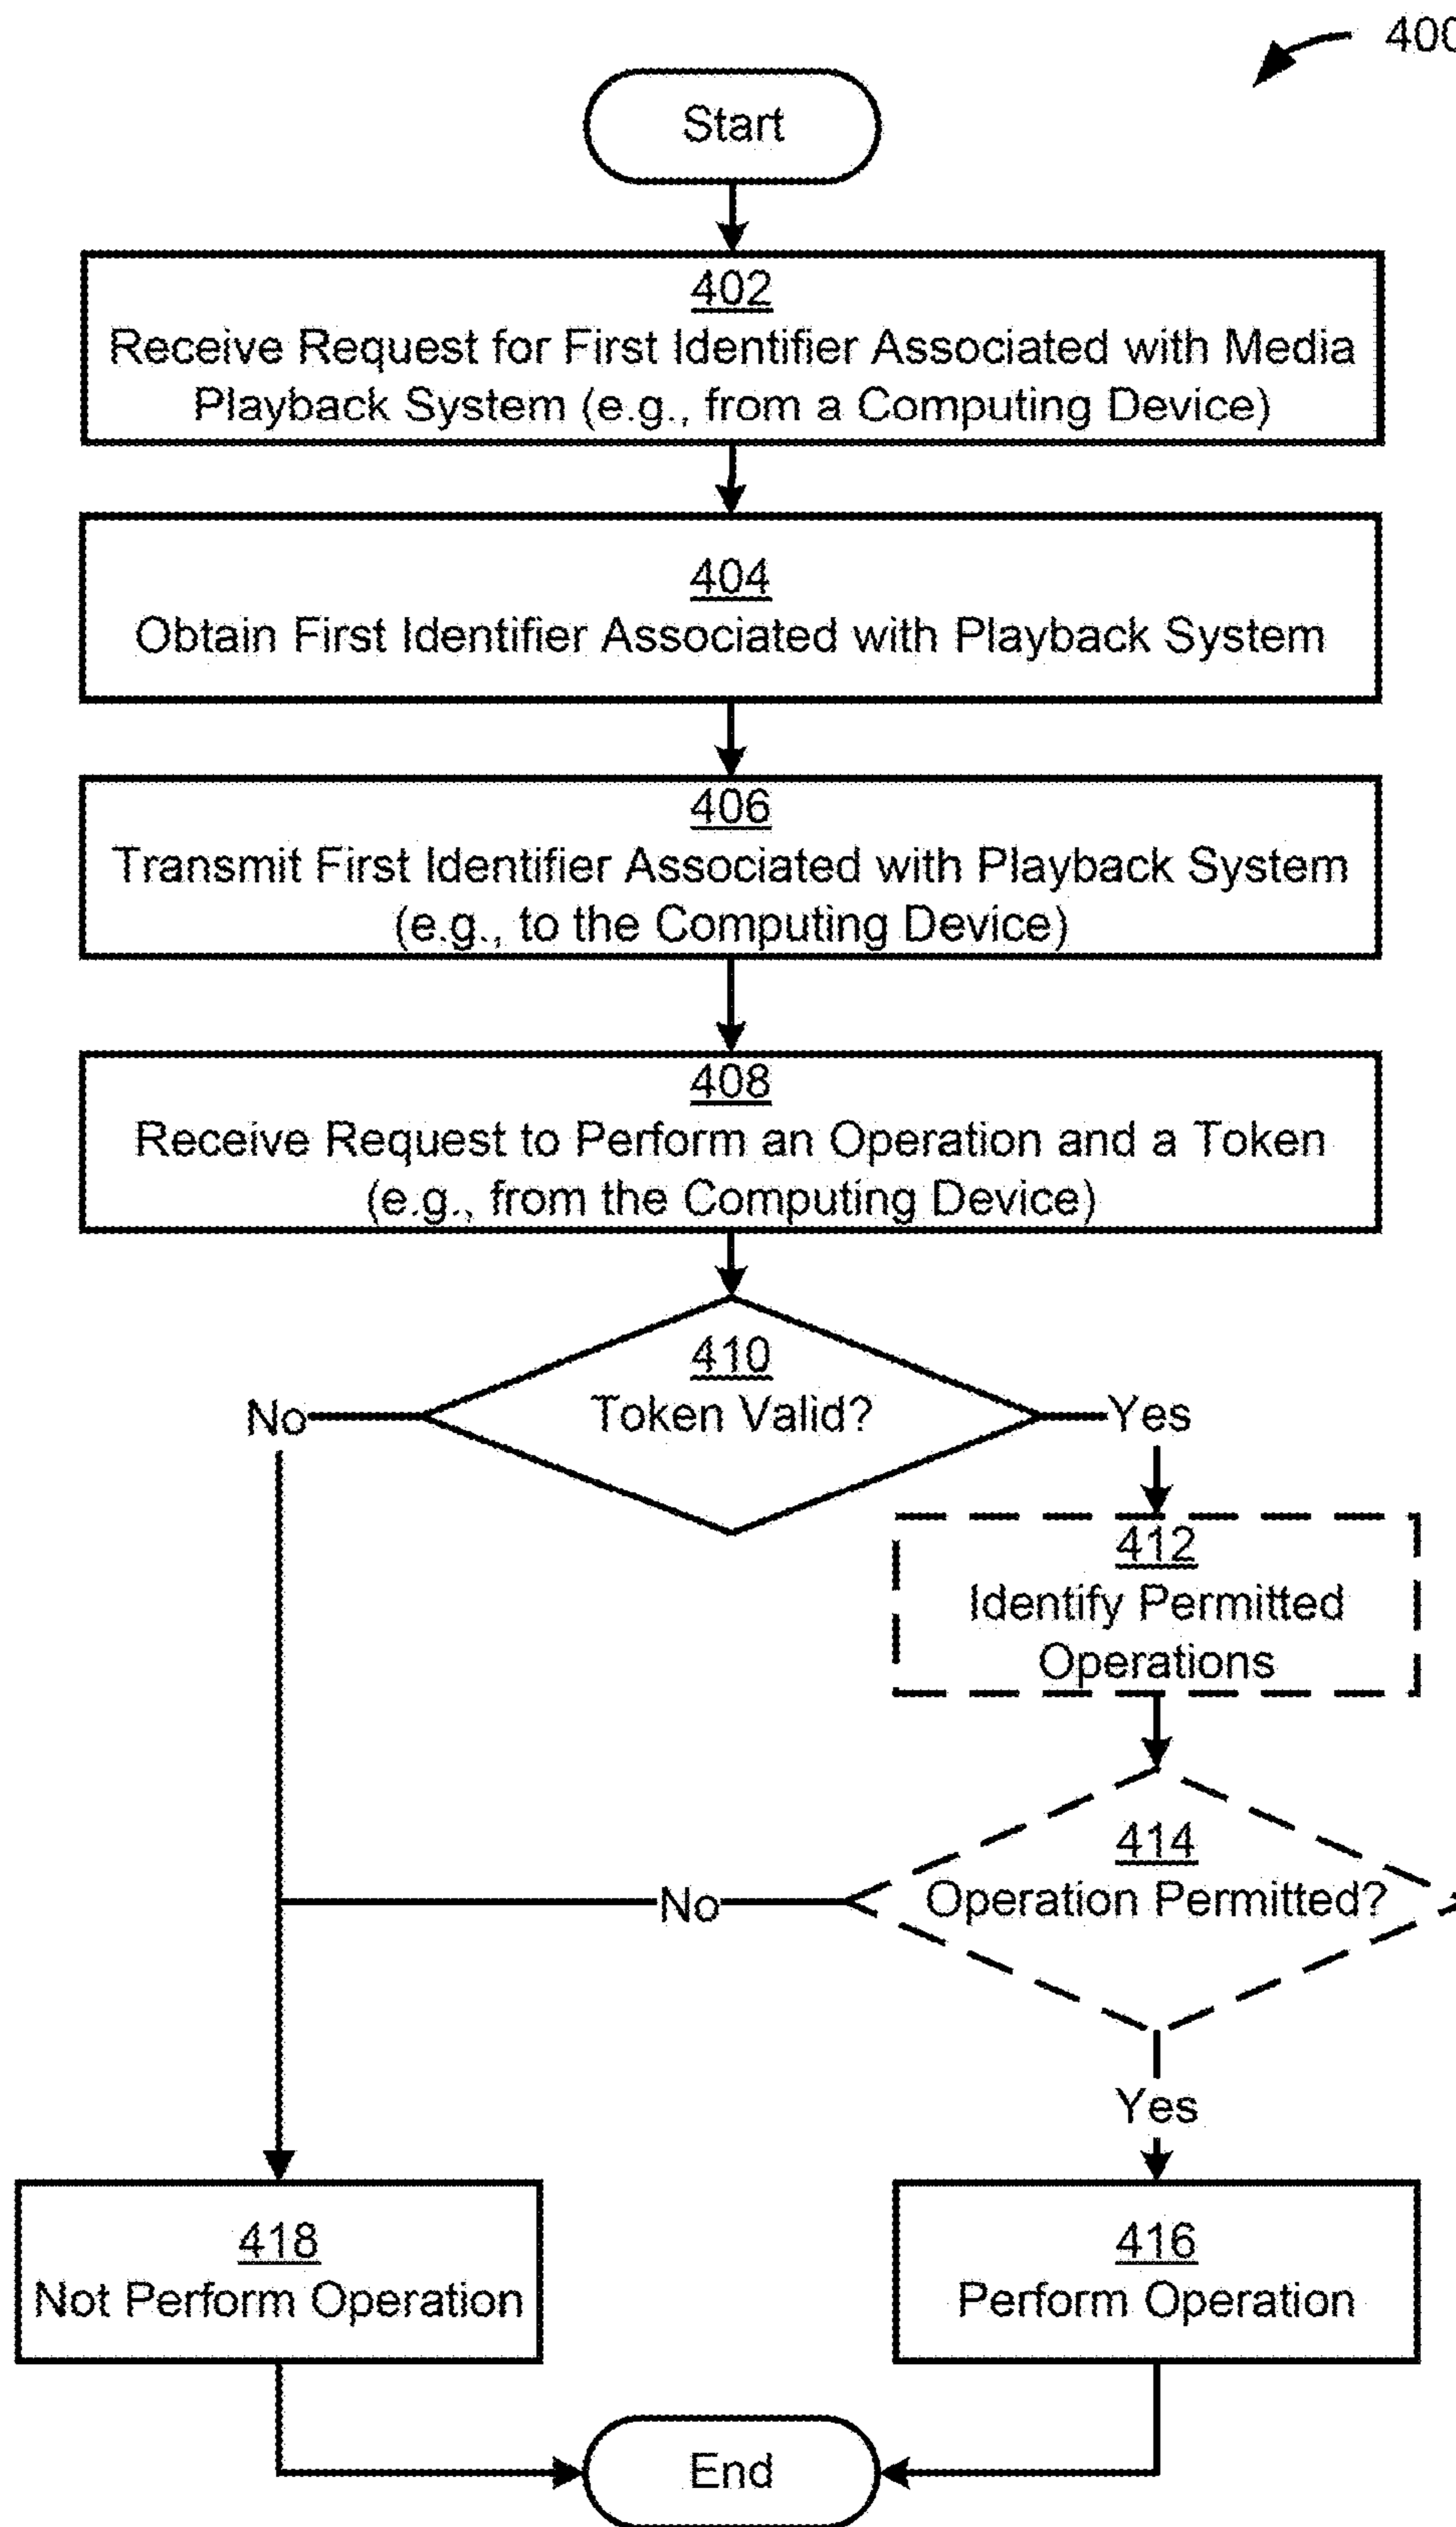 400
Start
402
Receive Request for First Identifier Associated with Media
Playback System (e.g., from a Computing Device)
404
Obtain First Identifier Associated with Playback System
406
Transmit First Identifier Associated with Playback System
(e.g., to the Computing Device)
408
Receive Request to Perform an Operation and a Token
(e.g., from the Computing Device)
410
Token Valid?
No
Yes
412
Identify Permitted
Operations
414
Operation Permitted?
No
Yes
418
Not Perform Operation
416
Perform Operation
End